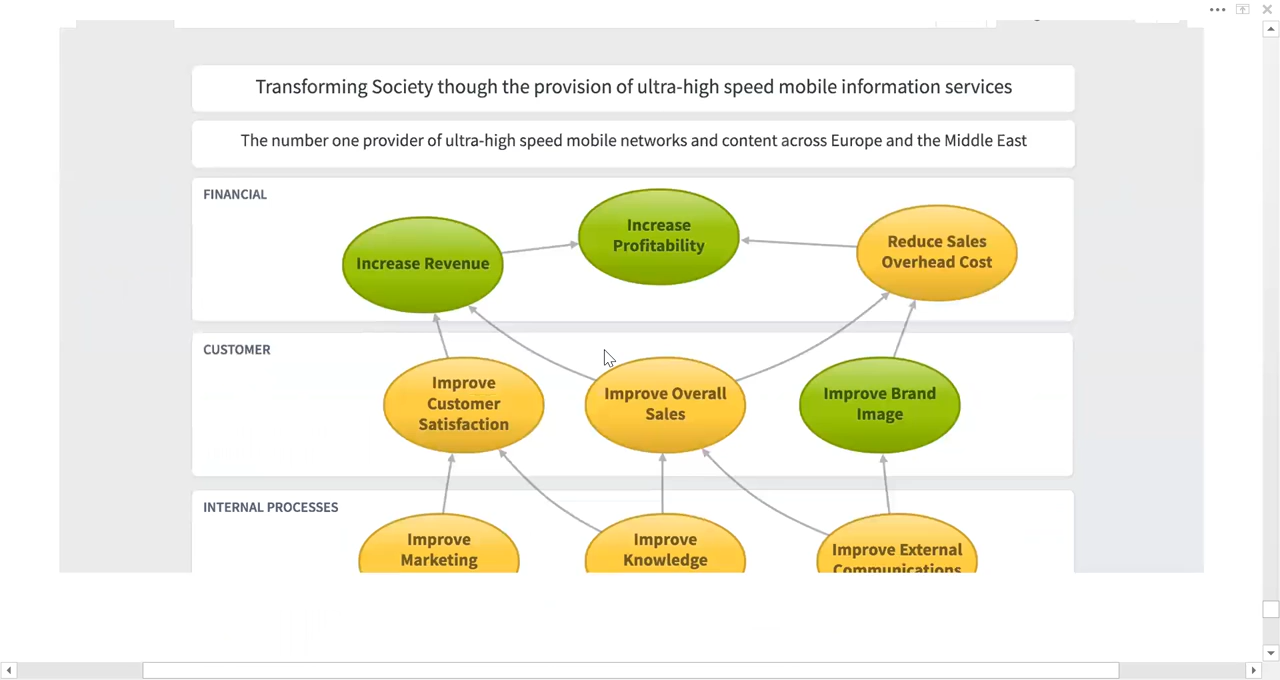 Transforming Society though the provision of ultra-high speed mobile information services
The number one provider of ultra-high speed mobile networks and content across Europe and the Middle East
FINANCIAL
Increase Revenue
Increase
Profitability
Reduce Sales
Overhead Cost
CUSTOMER
Improve
Customer
Satisfaction
Improve Overall
Sales
Improve Brand
Image
INTERNAL PROCESSES
Improve
Marketing
Improve
Knowledge
Improve External
Communications